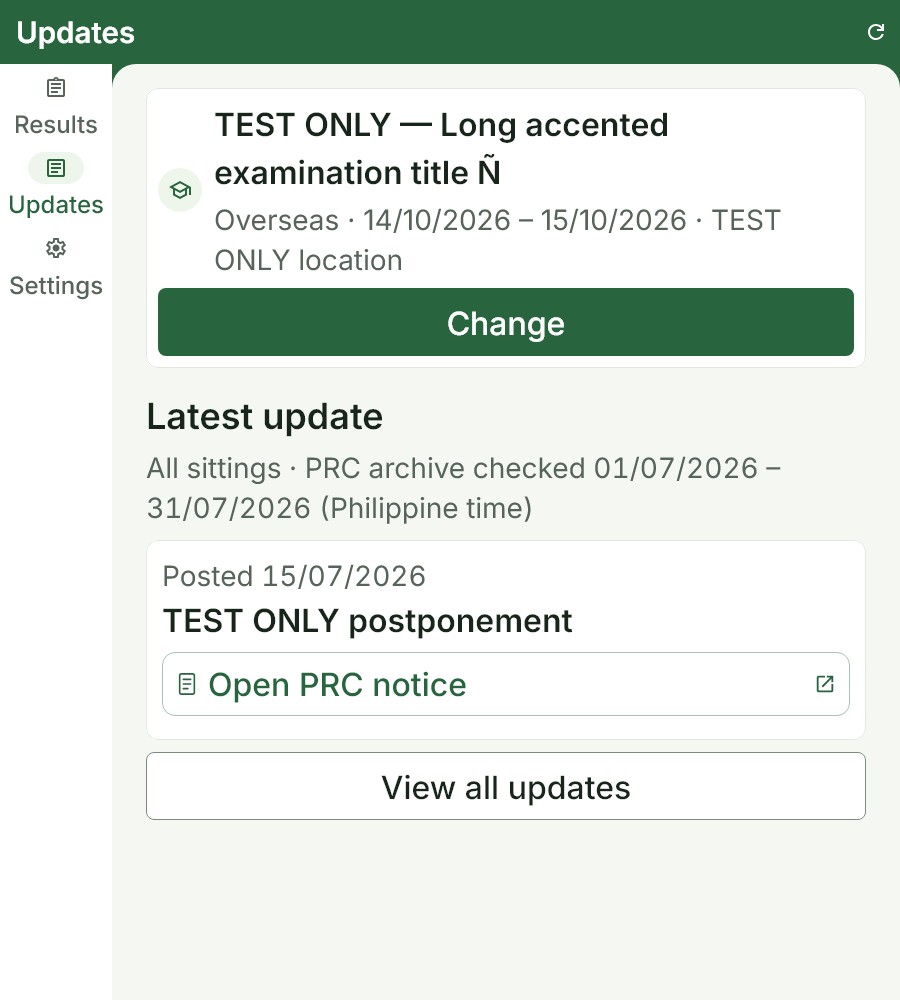 Updates
Results
Updates
Settings
TEST ONLY — Long accented
examination title Ñ
Overseas · 14/10/2026 – 15/10/2026 · TEST
ONLY location
Change
Latest update
All sittings · PRC archive checked 01/07/2026 –
31/07/2026 (Philippine time)
Posted 15/07/2026
TEST ONLY postponement
Open PRC notice
View all updates